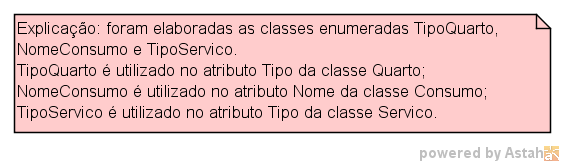 Explicação: foram elaboradas as classes enumeradas TipoQuarto,
NomeConsumo e TipoServico.
TipoQuarto é utilizado no atributo Tipo da classe Quarto;
NomeConsumo é utilizado no atributo Nome da classe Consumo;
TipoServico é utilizado no atributo Tipo da classe Servico.
powered by Astah